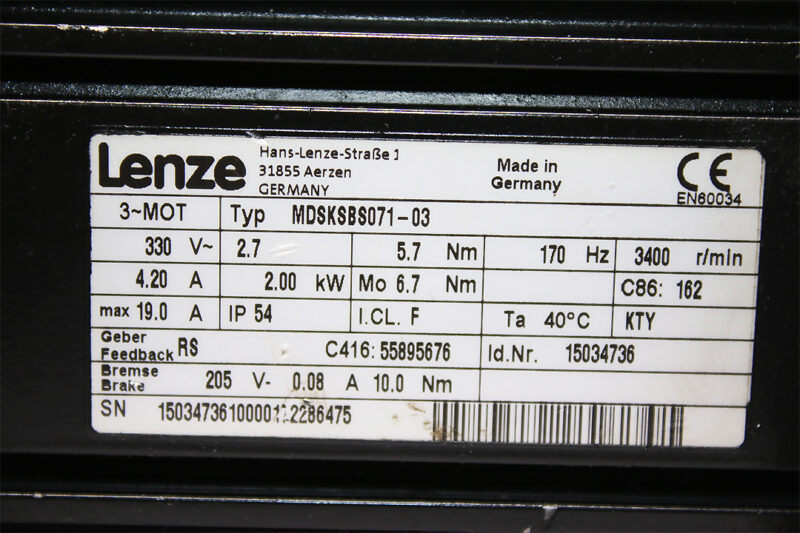 Lenze Hans-Lenze-Straße 1
31855 Aerzen
GERMANY
Made in
Germany
CE
EN60034
3~MOT Typ MDSKSBS071-03
330 V~ 2.7 5.7 Nm 170 Hz 3400 r/min
4.20 A 2.00 kW Mo 6.7 Nm C86: 162
max 19.0 A IP 54 I.CL. F Ta 40°C KTY
Geber
Feedback RS C416: 55895676 Id.Nr. 15034736
Bremse
Brake 205 V- 0.08 A 10.0 Nm
SN